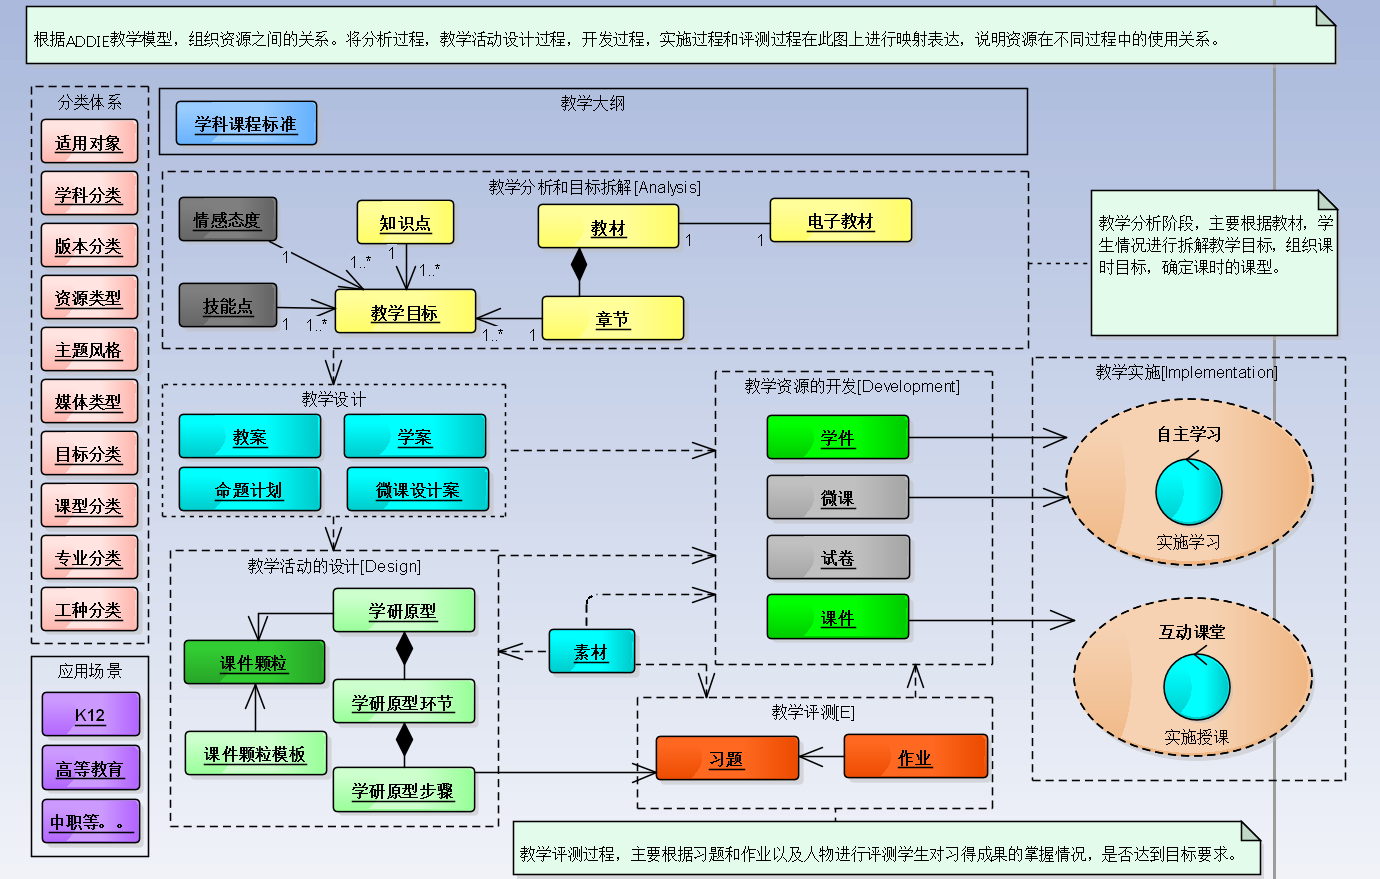 根据ADDIE教学模型，组织资源之间的关系。将分析过程，教学活动设计过程，开发过程，实施过程和评测过程在此图上进行映射表达，说明资源在不同过程中的使用关系。
分类体系
适用对象
学科分类
版本分类
资源类型
主题风格
媒体类型
目标分类
课型分类
专业分类
工种分类
应用场景
K12
高等教育
中职等。。
教学大纲
学科课程标准
教学分析和目标拆解[Analysis]
情感态度
知识点
教材
1
1
电子教材
1
1..*
1
1..*
技能点
1
1..*
教学目标
1..*
1
章节
教学分析阶段，主要根据教材，学
生情况进行拆解教学目标，组织课
时目标，确定课时的课型。
教学设计
教案
学案
命题计划
微课设计案
教学资源的开发[Development]
学件
微课
试卷
课件
教学实施[Implementation]
自主学习
实施学习
互动课堂
实施授课
教学活动的设计[Design]
学研原型
课件颗粒
学研原型环节
课件颗粒模板
学研原型步骤
素材
教学评测[E]
习题
作业
教学评测过程，主要根据习题和作业以及人物进行评测学生对习得成果的掌握情况，是否达到目标要求。